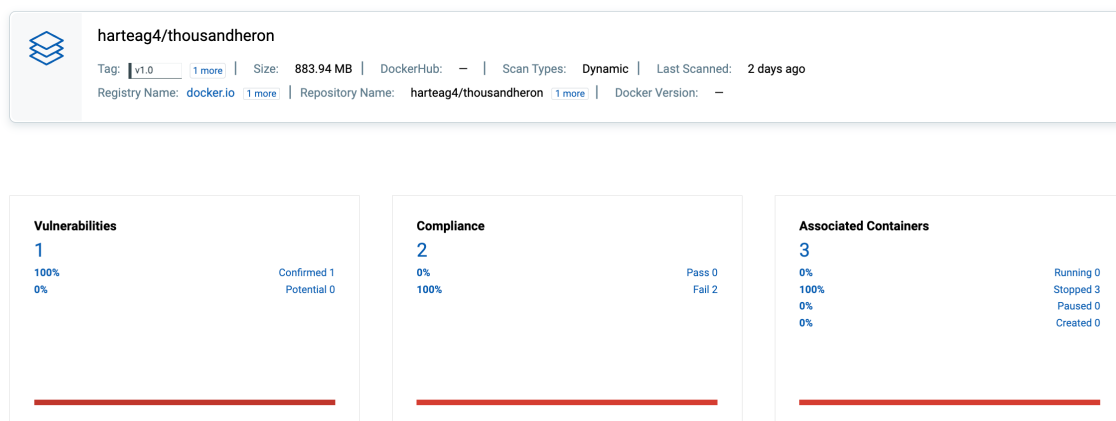 harteag4/thousandheron
Tag: v1.0 1 more | Size: 883.94 MB | DockerHub: — | Scan Types: Dynamic | Last Scanned: 2 days ago
Registry Name: docker.io 1 more | Repository Name: harteag4/thousandheron 1 more | Docker Version: —
Vulnerabilities
1
100% Confirmed 1
0% Potential 0
Compliance
2
0% Pass 0
100% Fail 2
Associated Containers
3
0% Running 0
100% Stopped 3
0% Paused 0
0% Created 0